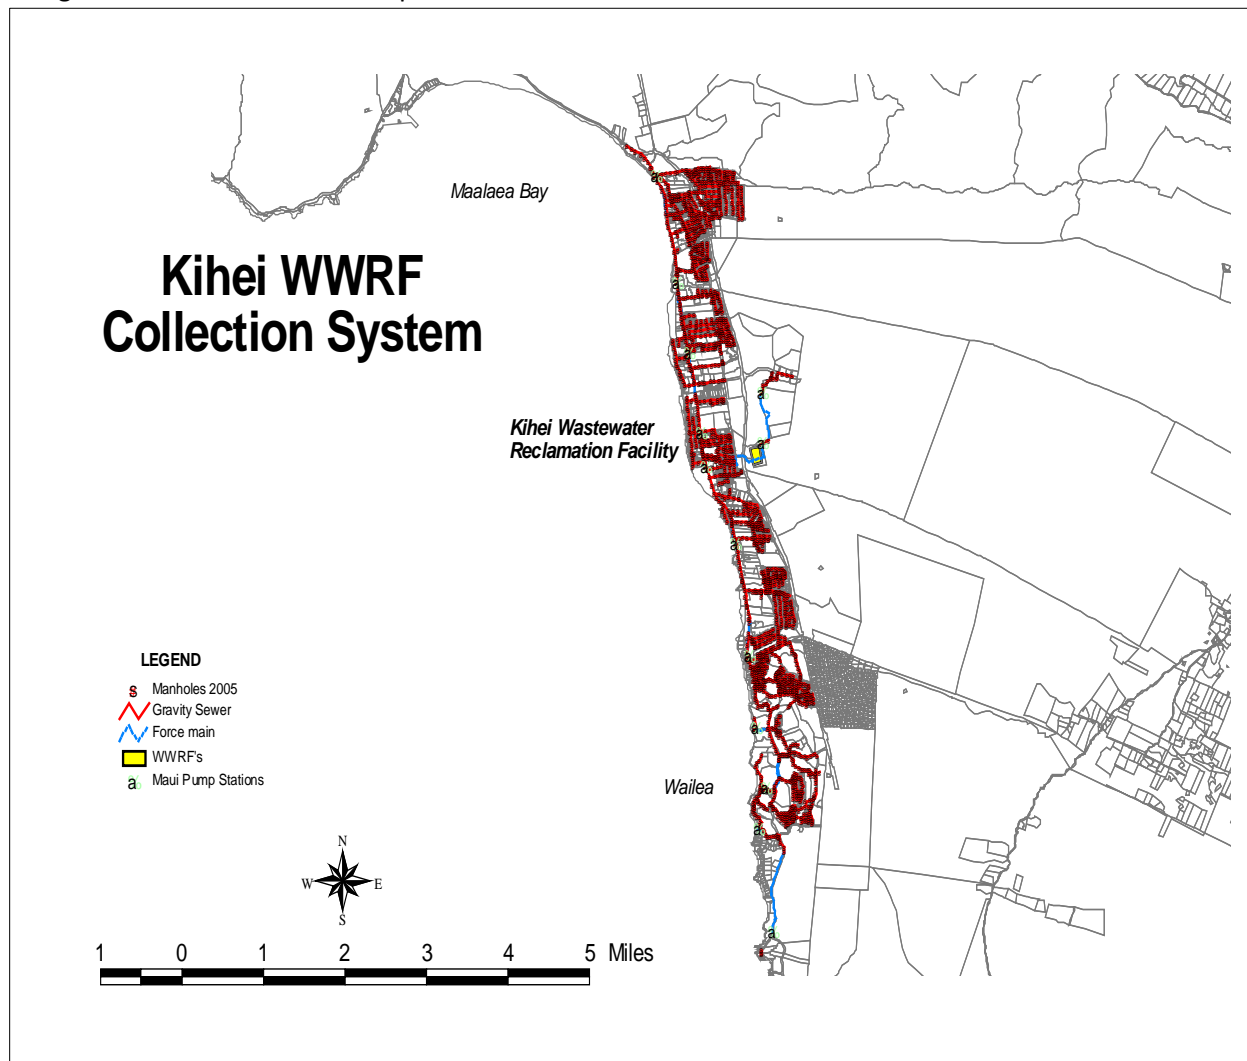 Maalaea Bay
Kihei WWRF
Collection System
Kihei Wastewater
Reclamation Facility
Wailea
LEGEND
s Manholes 2005
Gravity Sewer
Force main
WWRF's
a Maui Pump Stations
N
W E
S
1 0 1 2 3 4 5 Miles
a
a
a
a
a
a
a
a
a
a
a
a
a